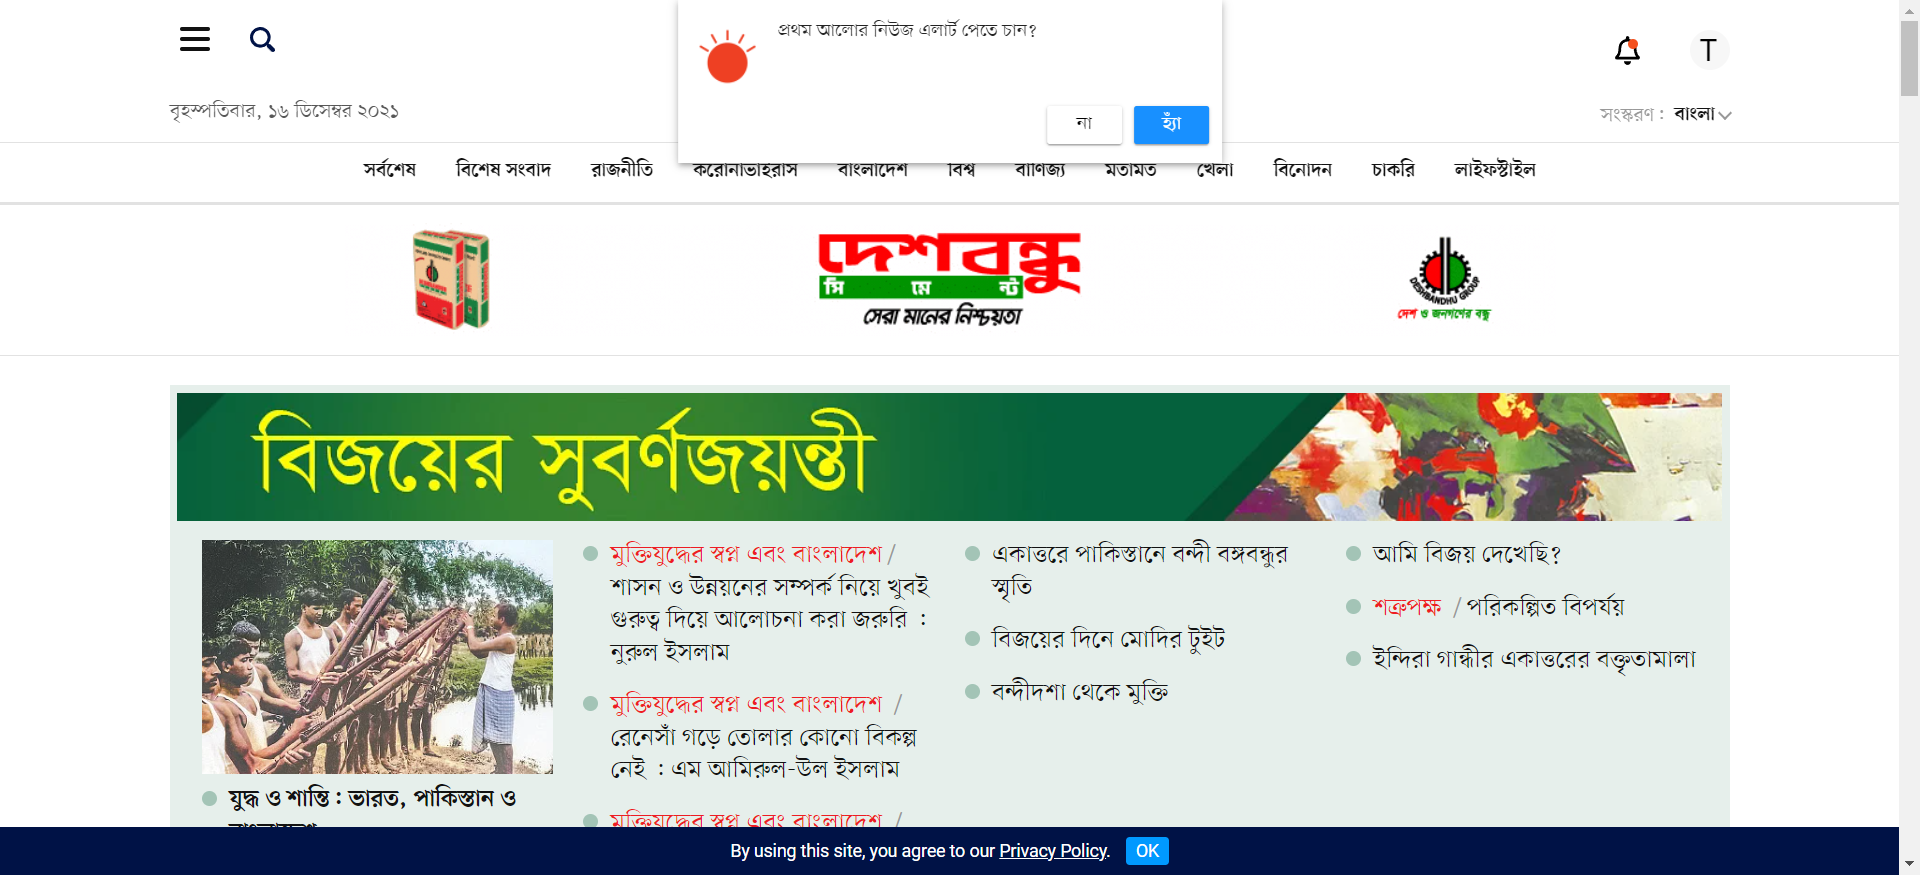 প্রথম আলোর নিউজ এলার্ট পেতে চান?
না
হ্যাঁ
T
বৃহস্পতিবার, ১৬ ডিসেম্বর ২০২১
সংস্করণ : বাংলা
সর্বশেষ বিশেষ সংবাদ রাজনীতি করোনাভাইরাস বাংলাদেশ বিশ্ব বাণিজ্য মতামত খেলা বিনোদন চাকরি লাইফস্টাইল
দেশবন্ধু
সিমেন্ট
সেরা মানের নিশ্চয়তা
DESHBANDHU GROUP
দেশ ও জনগণের বন্ধু
বিজয়ের সুবর্ণজয়ন্তী
যুদ্ধ ও শান্তি : ভারত, পাকিস্তান ও
বাংলাদেশ
মুক্তিযুদ্ধের স্বপ্ন এবং বাংলাদেশ /
শাসন ও উন্নয়নের সম্পর্ক নিয়ে খুবই
গুরুত্ব দিয়ে আলোচনা করা জরুরি :
নুরুল ইসলাম
মুক্তিযুদ্ধের স্বপ্ন এবং বাংলাদেশ /
রেনেসাঁ গড়ে তোলার কোনো বিকল্প
নেই : এম আমিরুল-উল ইসলাম
মুক্তিযুদ্ধের স্বপ্ন এবং বাংলাদেশ /
একাত্তরে পাকিস্তানে বন্দী বঙ্গবন্ধুর
স্মৃতি
বিজয়ের দিনে মোদির টুইট
বন্দীদশা থেকে মুক্তি
আমি বিজয় দেখেছি?
শত্রুপক্ষ / পরিকল্পিত বিপর্যয়
ইন্দিরা গান্ধীর একাত্তরের বক্তৃতামালা
By using this site, you agree to our Privacy Policy. OK